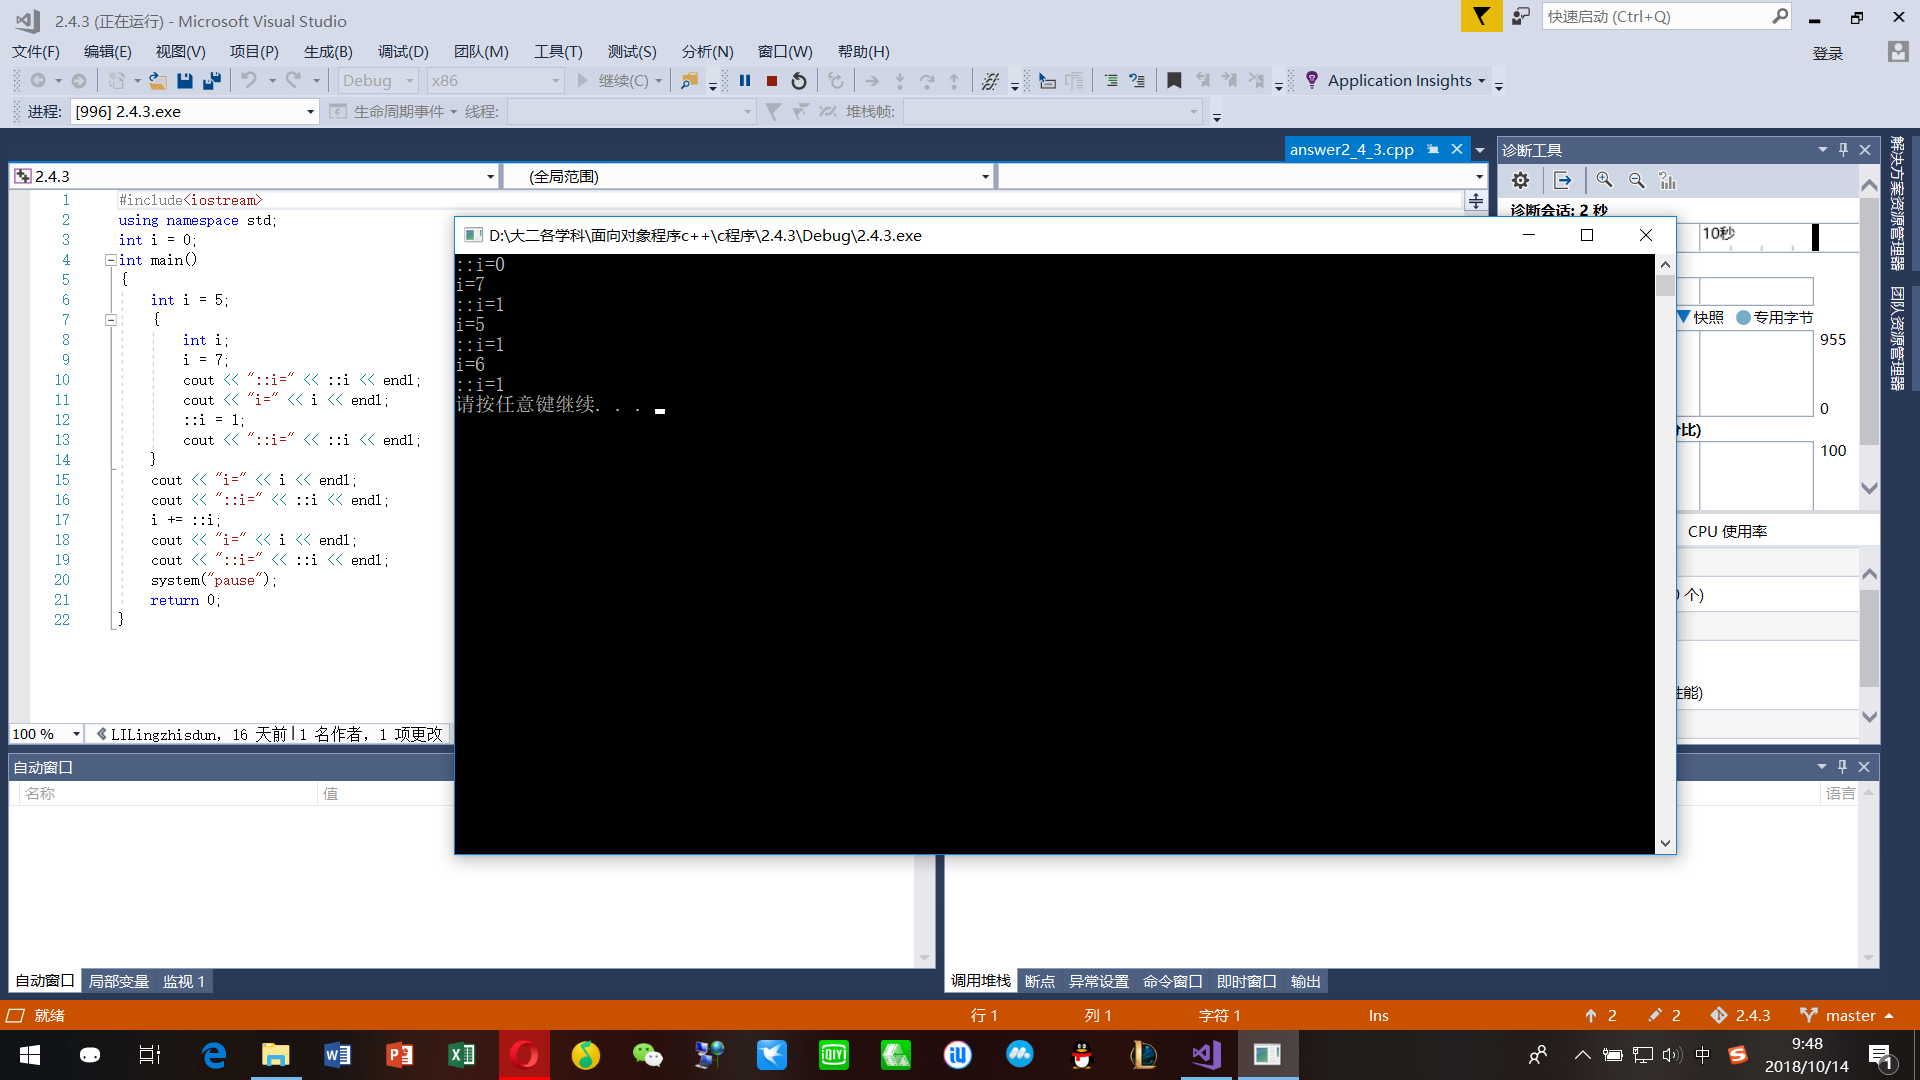 2.4.3 (正在运行) - Microsoft Visual Studio
快速启动 (Ctrl+Q)
文件(F) 编辑(E) 视图(V) 项目(P) 生成(B) 调试(D) 团队(M) 工具(T) 测试(S) 分析(N) 窗口(W) 帮助(H)
登录
Debug x86 继续(C) Application Insights
进程: [996] 2.4.3.exe 生命周期事件 线程: 堆栈帧:
answer2_4_3.cpp
2.4.3 (全局范围)
1 #include<iostream>
2 using namespace std;
3 int i = 0;
4 int main()
5 {
6 int i = 5;
7 {
8 int i;
9 i = 7;
10 cout << "::i=" << ::i << endl;
11 cout << "i=" << i << endl;
12 ::i = 1;
13 cout << "::i=" << ::i << endl;
14 }
15 cout << "i=" << i << endl;
16 cout << "::i=" << ::i << endl;
17 i += ::i;
18 cout << "i=" << i << endl;
19 cout << "::i=" << ::i << endl;
20 system("pause");
21 return 0;
22 }
100 %
LILingzhisdun，16 天前|1 名作者，1 项更改
D:\大二各学科\面向对象程序c++\c程序\2.4.3\Debug\2.4.3.exe
::i=0
i=7
::i=1
i=5
::i=1
i=6
::i=1
请按任意键继续. . .
诊断工具
诊断会话: 2 秒
10秒
快照 专用字节
955
0
比)
100
CPU 使用率
个)
性能)
解决方案资源管理器
团队资源管理器
自动窗口
名称 值
语言
自动窗口 局部变量 监视 1
调用堆栈 断点 异常设置 命令窗口 即时窗口 输出
就绪 行 1 列 1 字符 1 Ins 2 2 2.4.3 master
中
9:48
2018/10/14
1